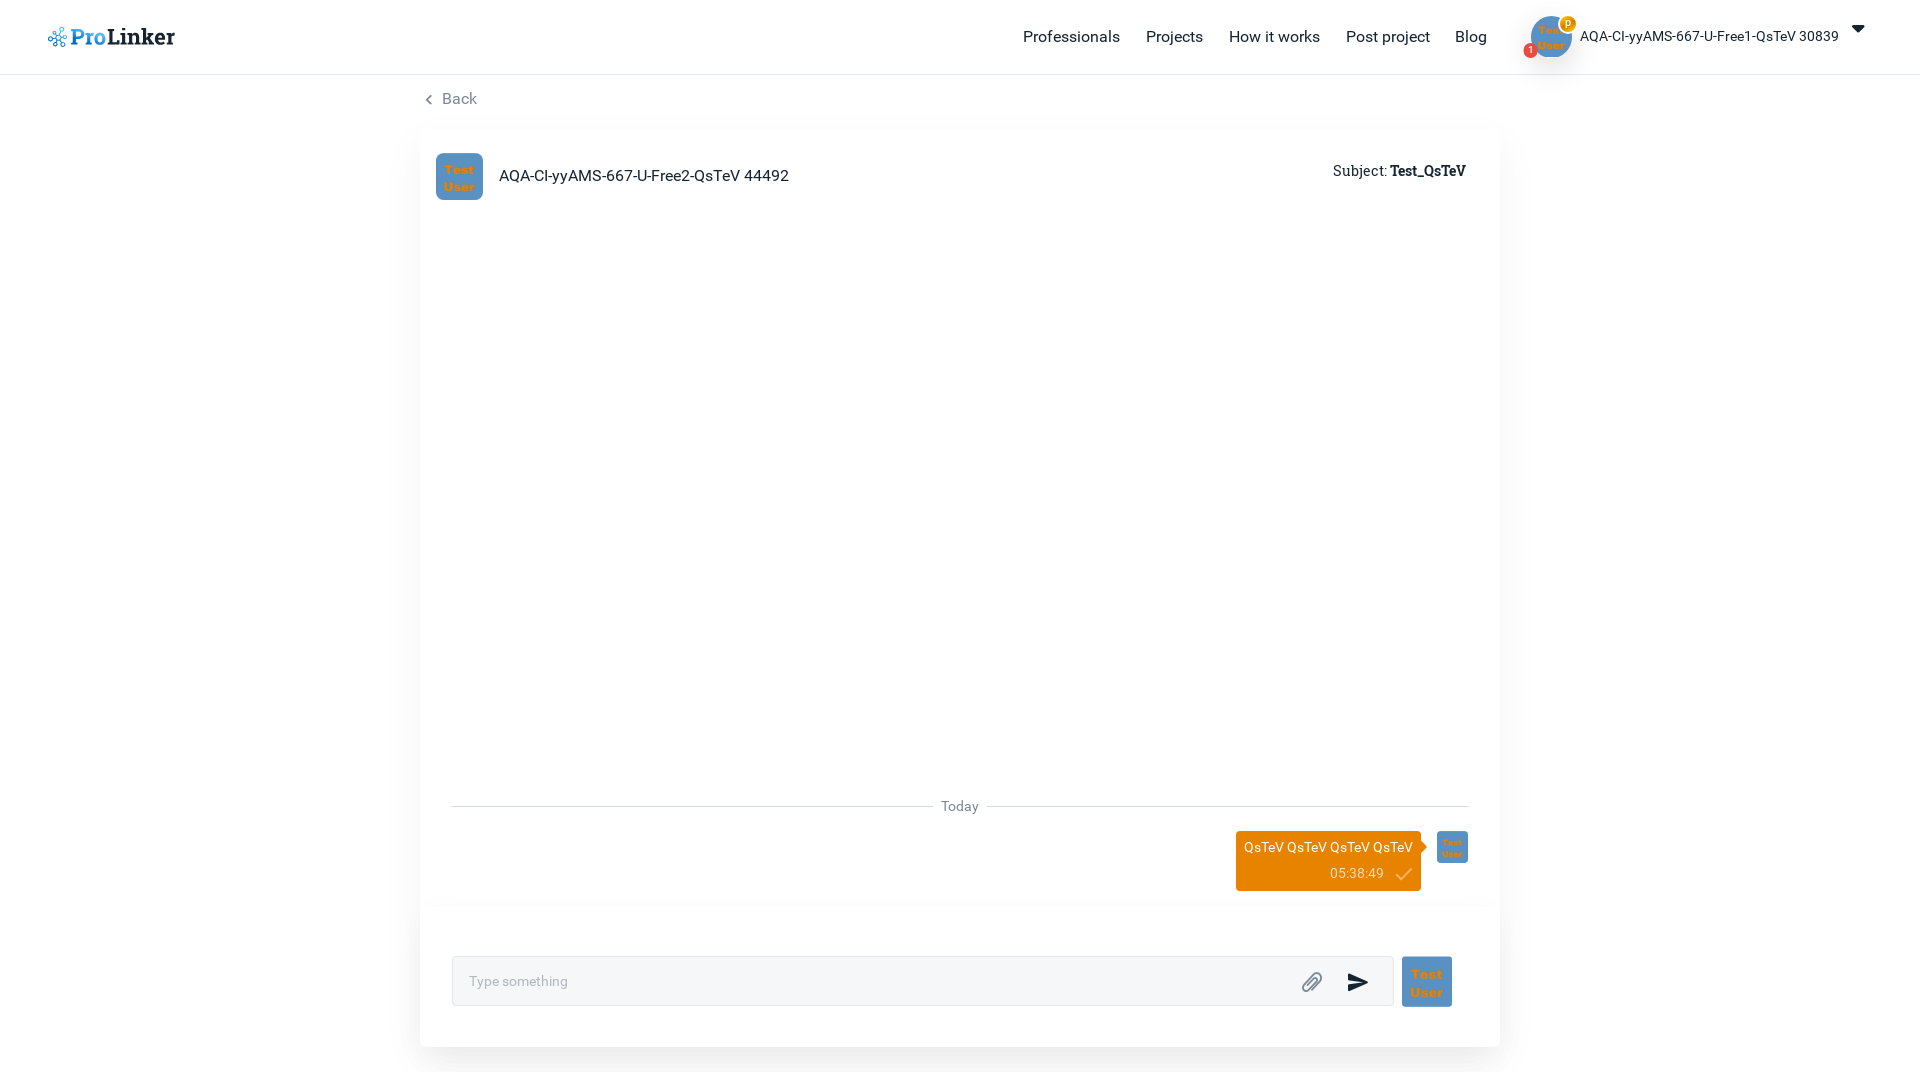 ProLinker
Professionals
Projects
How it works
Post project
Blog
Test
User
p
1
AQA-CI-yyAMS-667-U-Free1-QsTeV 30839
Back
Test
User
AQA-CI-yyAMS-667-U-Free2-QsTeV 44492
Subject: Test_QsTeV
Today
QsTeV QsTeV QsTeV QsTeV
05:38:49
Test
User
Type something
Test
User